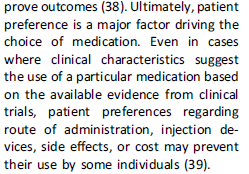 prove outcomes (38). Ultimately, patient
preference is a major factor driving the
choice of medication. Even in cases
where clinical characteristics suggest
the use of a particular medication based
on the available evidence from clinical
trials, patient preferences regarding
route of administration, injection de-
vices, side effects, or cost may prevent
their use by some individuals (39).